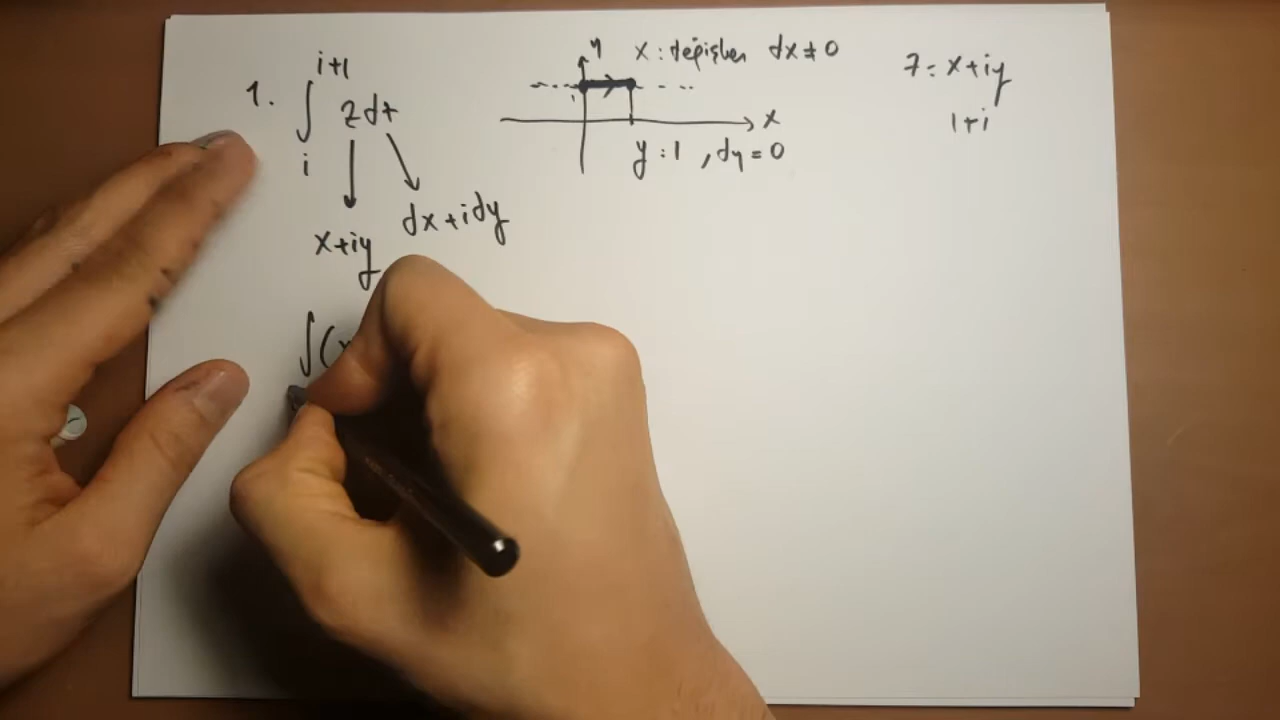 1. ∫ i+1 i z dz
x+iy dx+idy
∫(x
y x: değişken dx≠0
x
y:1 , dy=0
z=x+iy
1+i